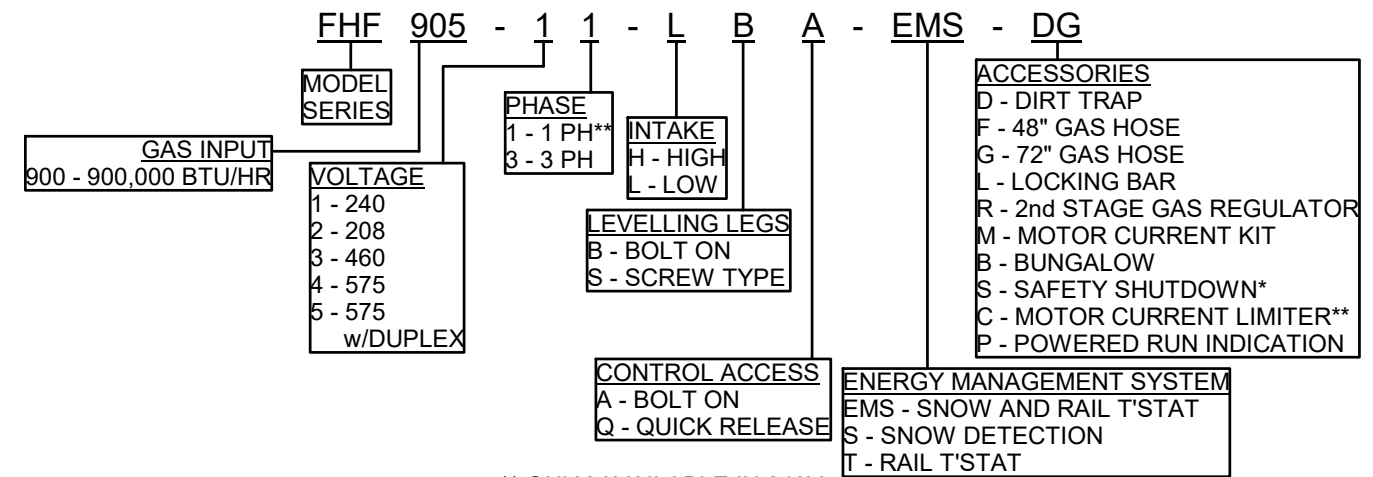 FHF 905 - 1 1 - L B A - EMS - DG
MODEL
SERIES
GAS INPUT
900 - 900,000 BTU/HR
VOLTAGE
1 - 240
2 - 208
3 - 460
4 - 575
5 - 575
w/DUPLEX
PHASE
1 - 1 PH**
3 - 3 PH
INTAKE
H - HIGH
L - LOW
LEVELLING LEGS
B - BOLT ON
S - SCREW TYPE
CONTROL ACCESS
A - BOLT ON
Q - QUICK RELEASE
ENERGY MANAGEMENT SYSTEM
EMS - SNOW AND RAIL T'STAT
S - SNOW DETECTION
T - RAIL T'STAT
ACCESSORIES
D - DIRT TRAP
F - 48" GAS HOSE
G - 72" GAS HOSE
L - LOCKING BAR
R - 2nd STAGE GAS REGULATOR
M - MOTOR CURRENT KIT
B - BUNGALOW
S - SAFETY SHUTDOWN*
C - MOTOR CURRENT LIMITER**
P - POWERED RUN INDICATION